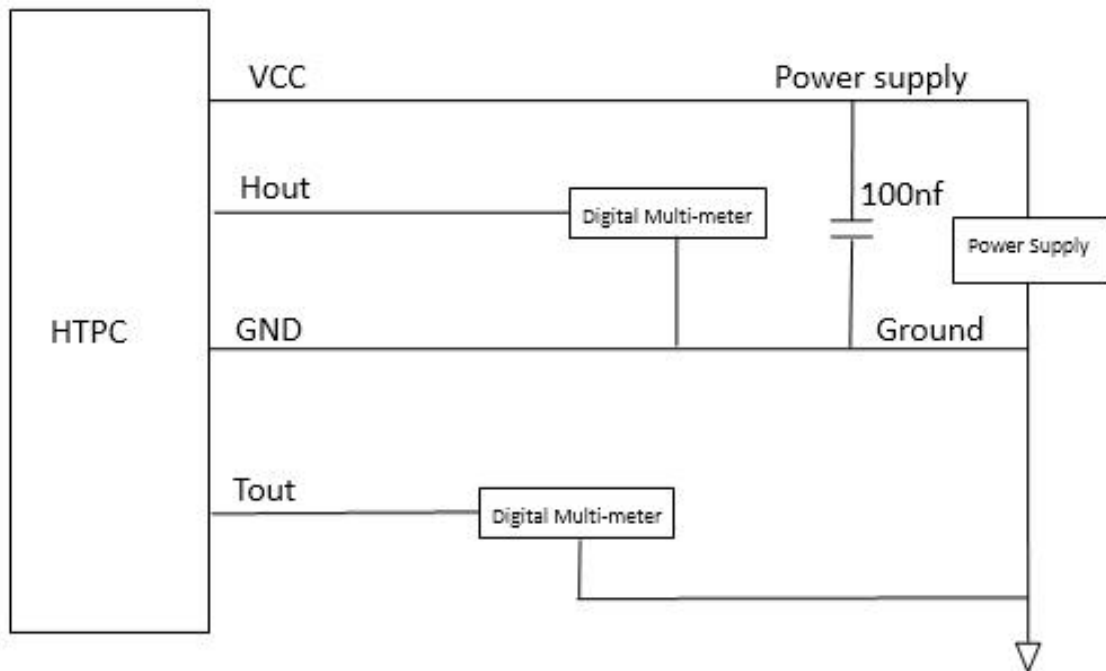 VCC
Power supply
Hout
Digital Multi-meter
100nf
Power Supply
HTPC
GND
Ground
Tout
Digital Multi-meter